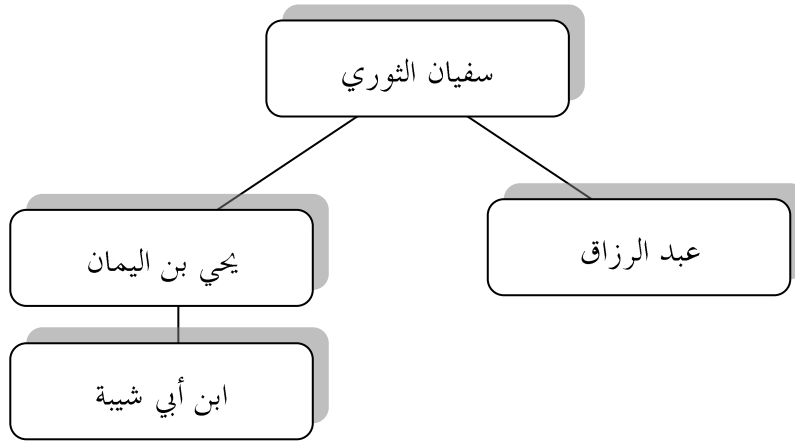 سفيان الثوري
عبد الرزاق
يحي بن اليمان
ابن أبي شيبة